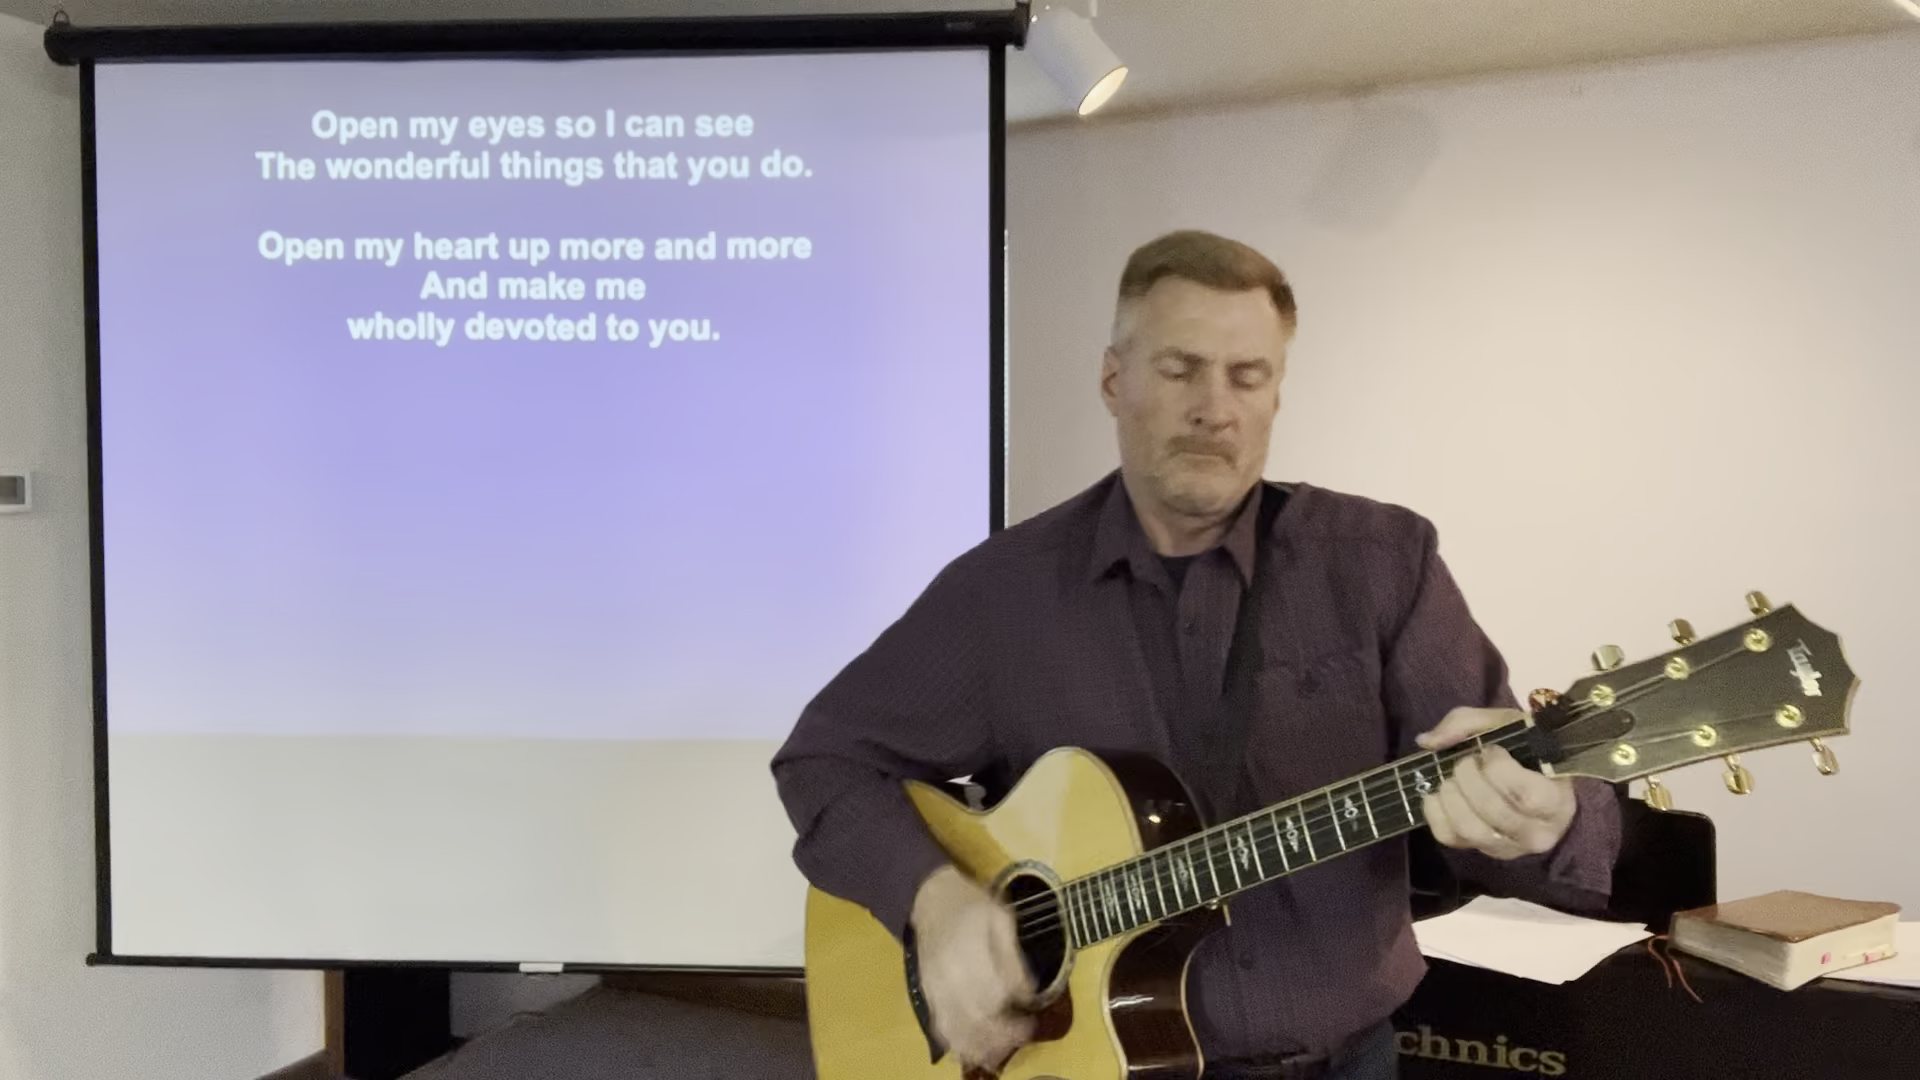 Open my eyes so I can see
The wonderful things that you do.
Open my heart up more and more
And make me
wholly devoted to you.
Taylor
chnics